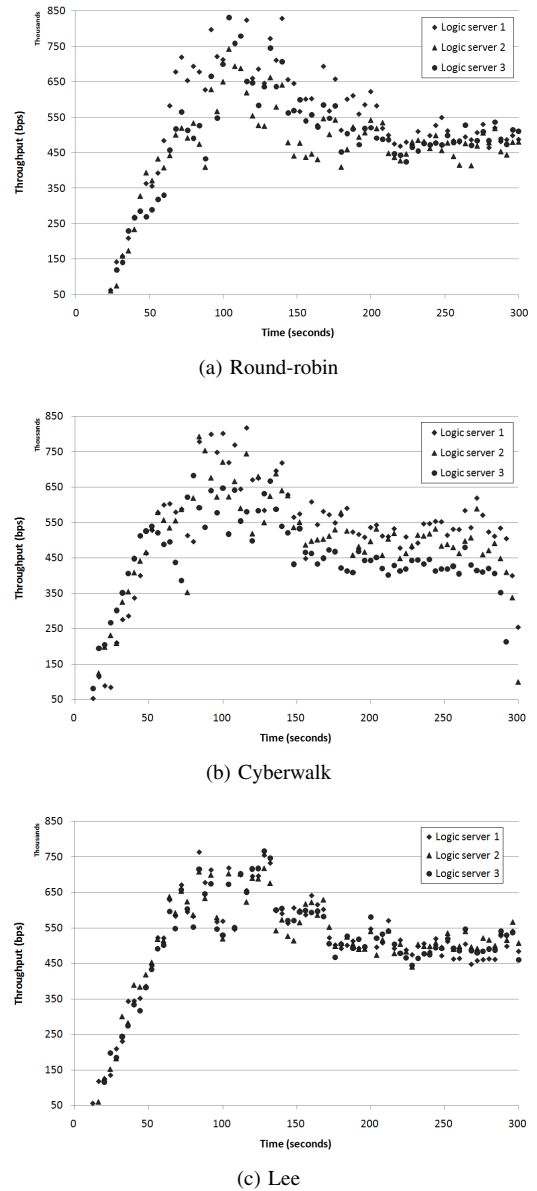 850
Thousands
750
650
550
450
350
250
150
50
Throughput (bps)
Logic server 1
Logic server 2
Logic server 3
0 50 100 150 200 250 300
Time (seconds)
(a) Round-robin
850
Thousands
750
650
550
450
350
250
150
50
Throughput (bps)
Logic server 1
Logic server 2
Logic server 3
0 50 100 150 200 250 300
Time (seconds)
(b) Cyberwalk
850
Thousands
750
650
550
450
350
250
150
50
Throughput (bps)
Logic server 1
Logic server 2
Logic server 3
0 50 100 150 200 250 300
Time (seconds)
(c) Lee